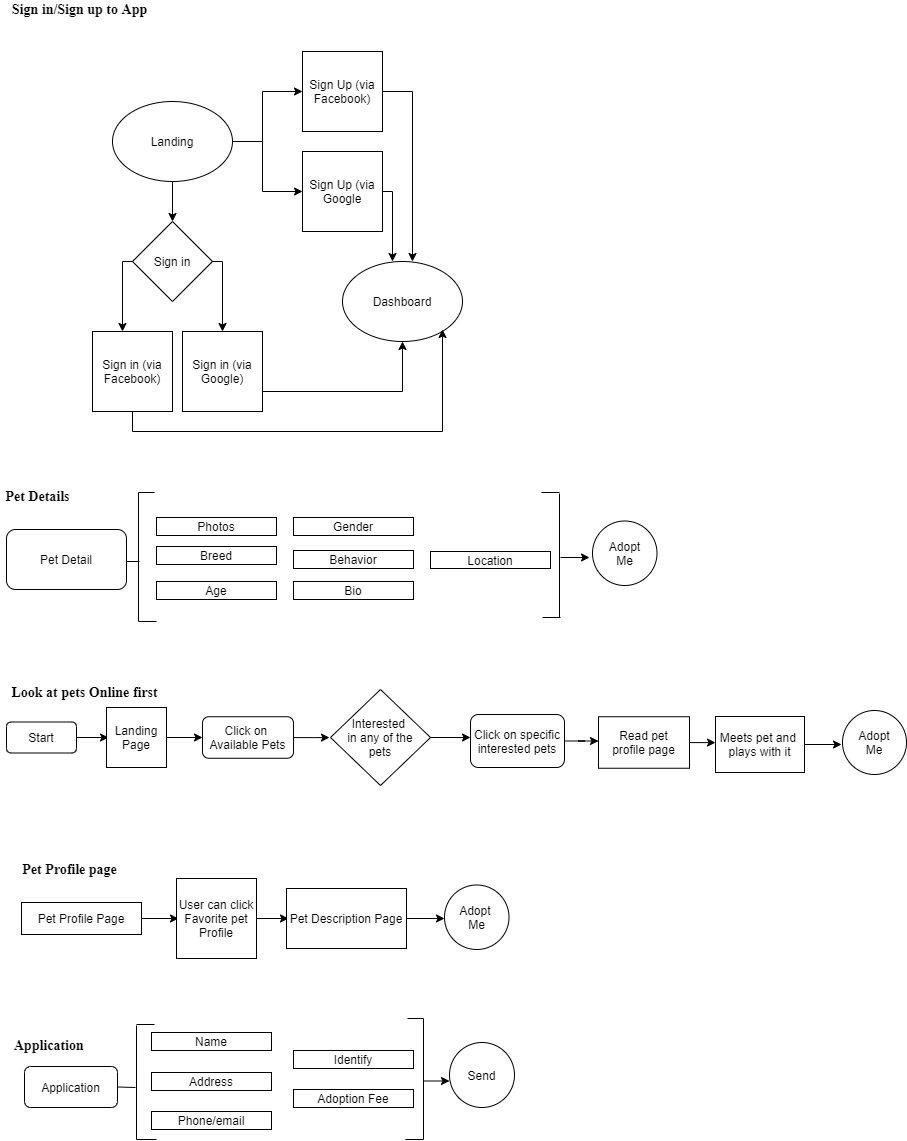 Sign in/Sign up to App
Sign Up (via
Facebook)
Landing
Sign Up (via
Google
Sign in
Dashboard
Sign in (via
Facebook)
Sign in (via
Google)
Pet Details
Pet Detail
Photos
Gender
Breed
Behavior
Location
Age
Bio
Adopt
Me
Look at pets Online first
Start
Landing
Page
Click on
Available Pets
Interested
in any of the
pets
Click on specific
interested pets
Read pet
profile page
Meets pet and
plays with it
Adopt
Me
Pet Profile page
Pet Profile Page
User can click
Favorite pet
Profile
Pet Description Page
Adopt
Me
Application
Application
Name
Address
Phone/email
Identify
Adoption Fee
Send